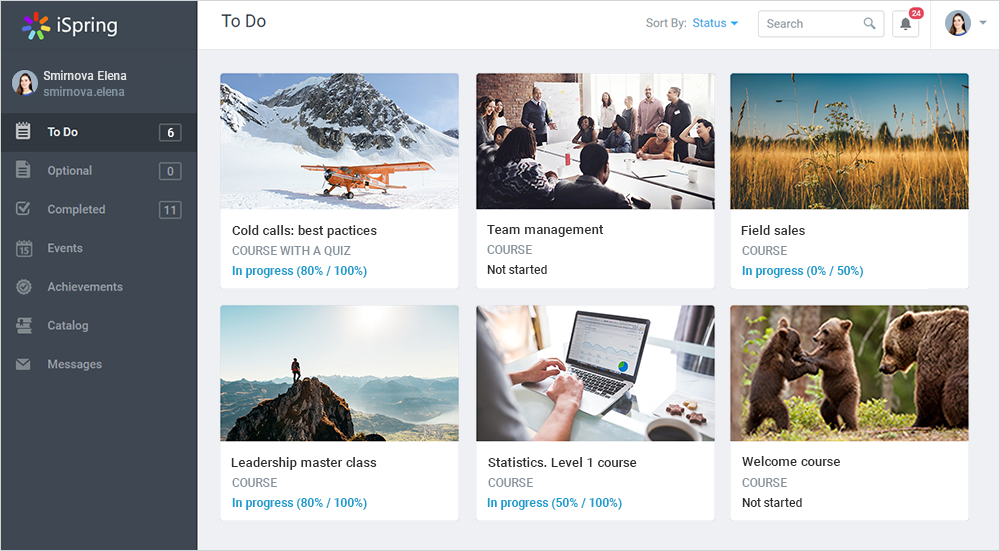 iSpring
Smirnova Elena
smirnova.elena
To Do 6
Optional 0
Completed 11
15 Events
Achievements
Catalog
Messages
To Do
Sort By: Status
Search
24
Cold calls: best pactices
COURSE WITH A QUIZ
In progress (80% / 100%)
Team management
COURSE
Not started
Field sales
COURSE
In progress (0% / 50%)
Leadership master class
COURSE
In progress (80% / 100%)
Statistics. Level 1 course
COURSE
In progress (50% / 100%)
Welcome course
COURSE
Not started